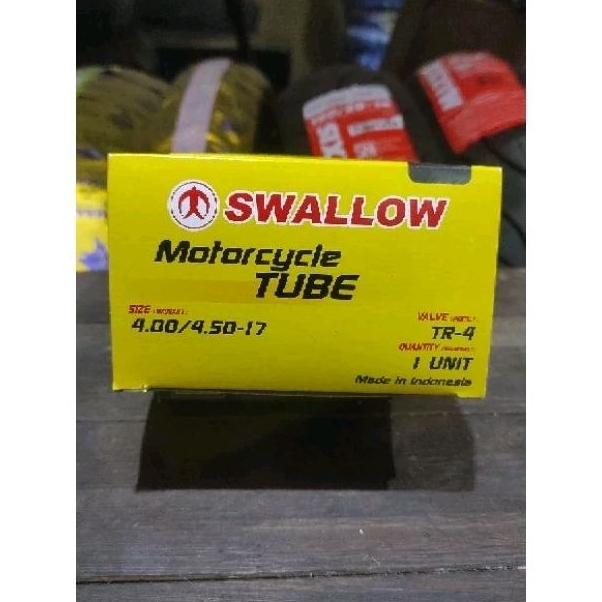 SWALLOW
Motorcycle
TUBE
SIZE
4.00/4.50-17
VALVE
TR-4
QUANTITY
1 UNIT
Made in Indonesia